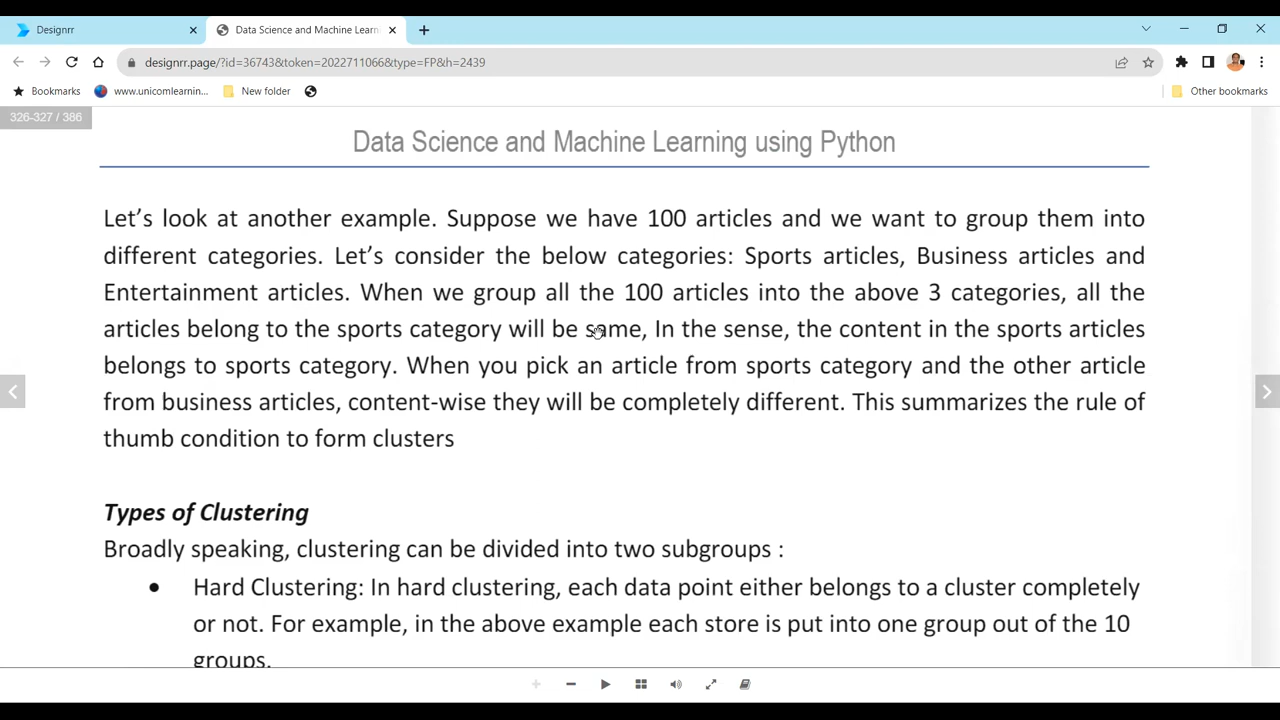 Designrr
Data Science and Machine Learnin
designrr.page/?id=36743&token=2022711066&type=FP&h=2439
Bookmarks
www.unicomlearnin...
New folder
Other bookmarks
326-327 / 386
Data Science and Machine Learning using Python
Let's look at another example. Suppose we have 100 articles and we want to group them into
different categories. Let's consider the below categories: Sports articles, Business articles and
Entertainment articles. When we group all the 100 articles into the above 3 categories, all the
articles belong to the sports category will be same, In the sense, the content in the sports articles
belongs to sports category. When you pick an article from sports category and the other article
from business articles, content-wise they will be completely different. This summarizes the rule of
thumb condition to form clusters
Types of Clustering
Broadly speaking, clustering can be divided into two subgroups :
• Hard Clustering: In hard clustering, each data point either belongs to a cluster completely
or not. For example, in the above example each store is put into one group out of the 10
groups.